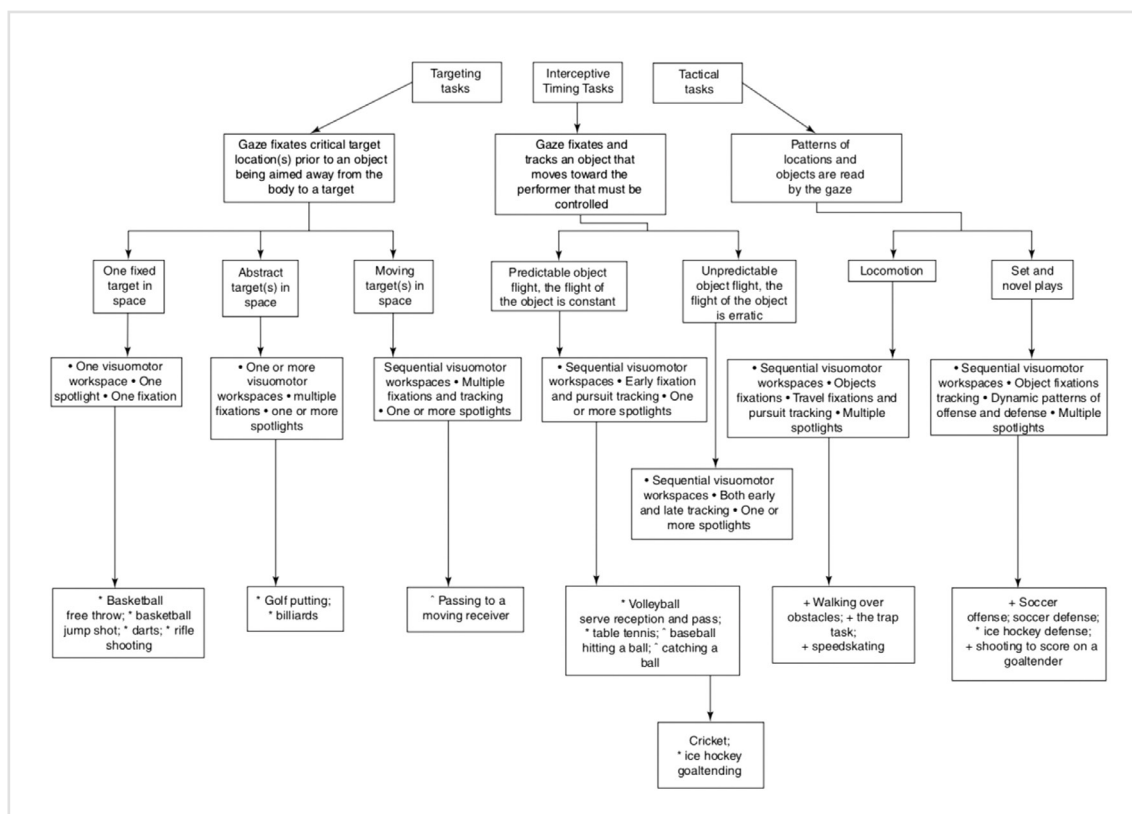 Targeting
tasks
Interceptive
Timing Tasks
Tactical
tasks
Gaze fixates critical target
location(s) prior to an object
being aimed away from the
body to a target
Gaze fixates and
tracks an object that
moves toward the
performer that must be
controlled
Patterns of
locations and
objects are read
by the gaze
One fixed
target in
space
Abstract
target(s) in
space
Moving
target(s) in
space
Predictable object
flight, the flight of
the object is constant
Unpredictable
object flight, the
flight of the object
is erratic
Locomotion
Set and
novel plays
• One visuomotor
workspace • One
spotlight • One fixation
• One or more
visuomotor
workspaces • multiple
fixations • one or more
spotlights
Sequential visuomotor
workspaces • Multiple
fixations and tracking
• One or more spotlights
• Sequential visuomotor
workspaces • Early fixation
and pursuit tracking • One
or more spotlights
• Sequential visuomotor
workspaces • Objects
fixations • Travel fixations and
pursuit tracking • Multiple
spotlights
• Sequential visuomotor
workspaces • Object fixations
tracking • Dynamic patterns of
offense and defense • Multiple
spotlights
• Sequential visuomotor
workspaces • Both early
and late tracking • One or
more spotlights
* Basketball
free throw; * basketball
jump shot; * darts; * rifle
shooting
* Golf putting;
* billiards
ˆ Passing to a
moving receiver
* Volleyball
serve reception and pass;
* table tennis; ˆ baseball
hitting a ball; ˆ catching a
ball
+ Walking over
obstacles; + the trap
task;
+ speedskating
+ Soccer
offense; soccer defense;
* ice hockey defense;
+ shooting to score on a
goaltender
Cricket;
* ice hockey
goaltending